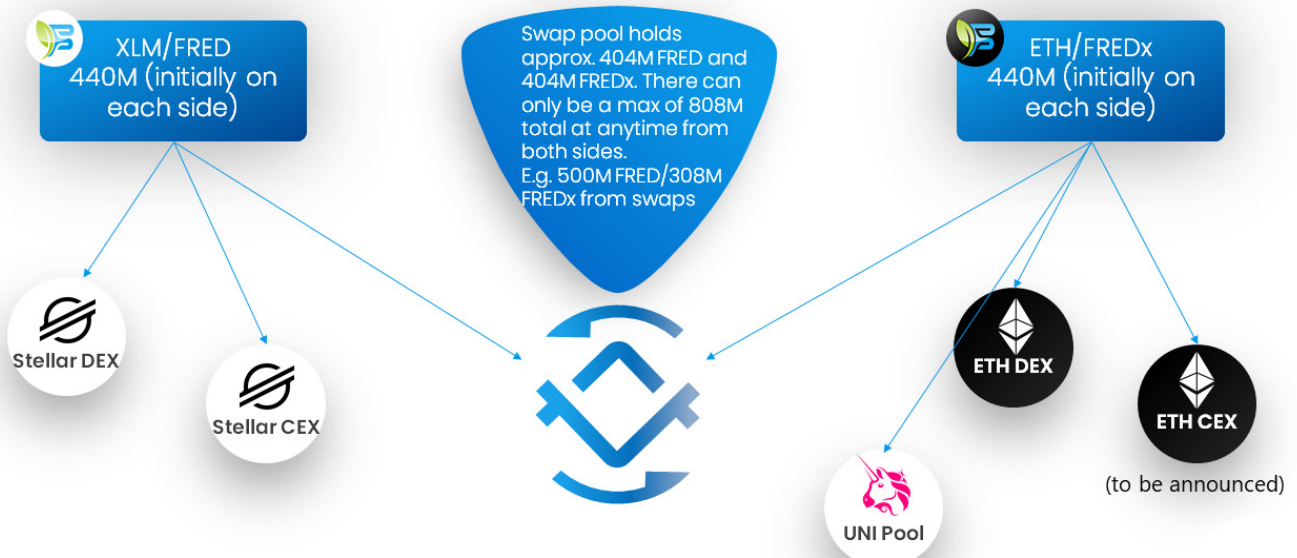 XLM/FRED
440M (initially on
each side)
Swap pool holds
approx. 404M FRED and
404M FREDx. There can
only be a max of 808M
total at anytime from
both sides.
E.g. 500M FRED/308M
FREDx from swaps
ETH/FREDx
440M (initially on
each side)
Stellar DEX
Stellar CEX
ETH DEX
ETH CEX
(to be announced)
UNI Pool